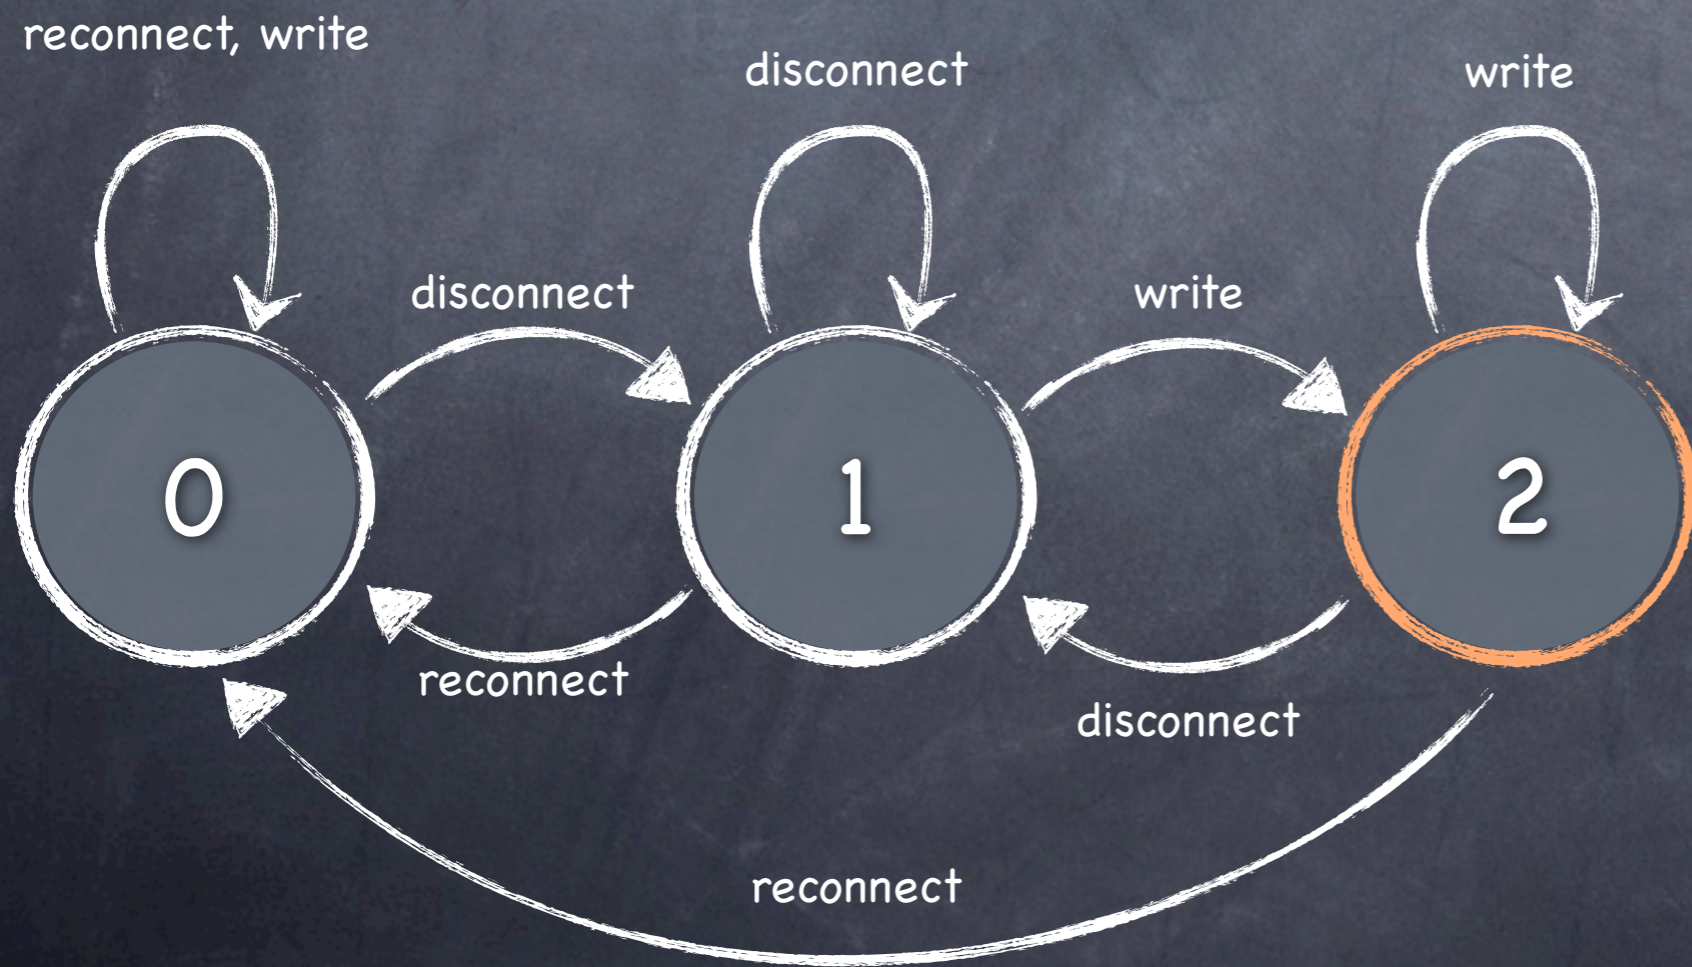 reconnect, write
disconnect
write
disconnect
write
0
1
2
reconnect
disconnect
reconnect